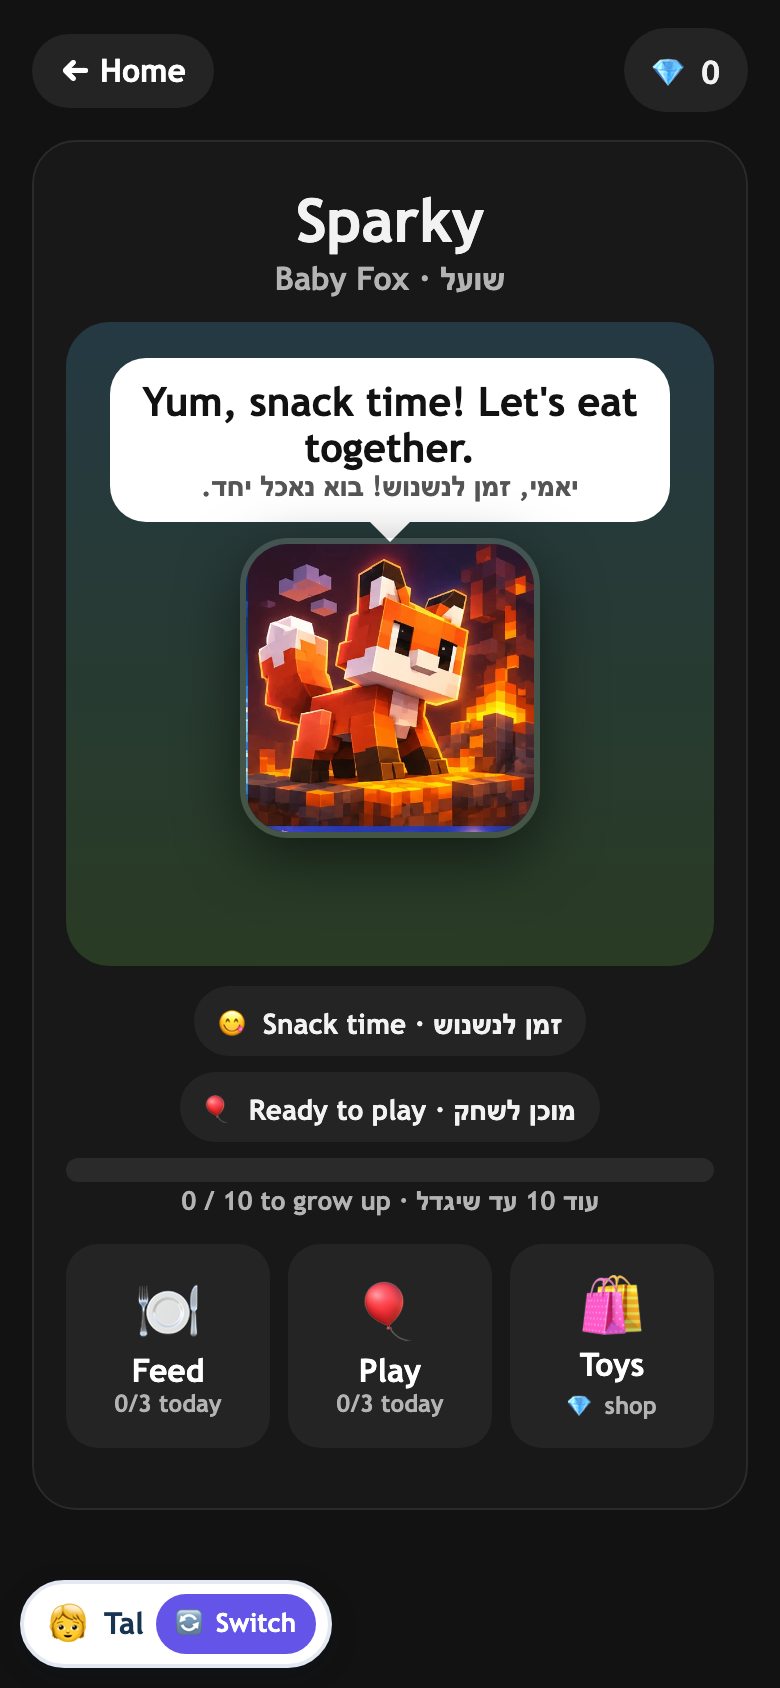 ← Home
💎 0
Sparky
Baby Fox · שועל
Yum, snack time! Let's eat
together.
יאמי, זמן לנשנוש! בוא נאכל יחד.
😋 Snack time · זמן לנשנוש
🎈 Ready to play · מוכן לשחק
0 / 10 to grow up · עוד 10 עד שיגדל
Feed
0/3 today
Play
0/3 today
Toys
💎 shop
Tal
Switch